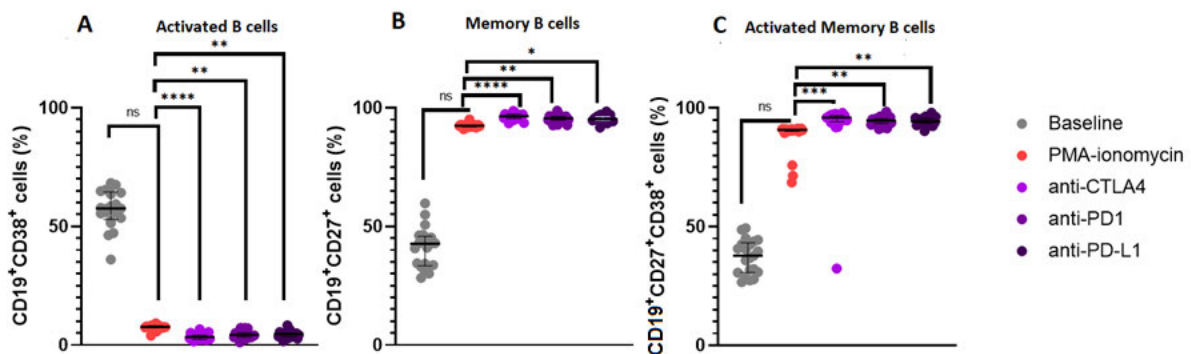 A
Activated B cells
**
**
****
ns
100
50
0
CD19+CD38+ cells (%)
B
Memory B cells
*
**
****
ns
100
50
0
CD19+CD27+ cells (%)
C
Activated Memory B cells
**
**
***
ns
100
50
0
CD19+CD27+CD38+ cells (%)
Baseline
PMA-ionomycin
anti-CTLA4
anti-PD1
anti-PD-L1